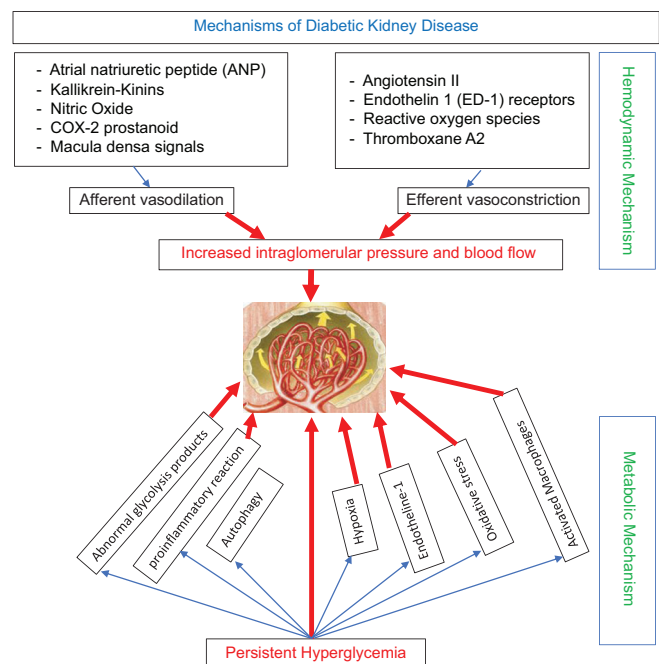 Mechanisms of Diabetic Kidney Disease
- Atrial natriuretic peptide (ANP)
- Kallikrein-Kinins
- Nitric Oxide
- COX-2 prostanoid
- Macula densa signals
- Angiotensin II
- Endothelin 1 (ED-1) receptors
- Reactive oxygen species
- Thromboxane A2
Hemodynamic Mechanism
Afferent vasodilation
Efferent vasoconstriction
Increased intraglomerular pressure and blood flow
Abnormal glycolysis products
proinflammatory reaction
Autophagy
Hypoxia
Endotheline-1
Oxidative stress
Activated Macrophages
Metabolic Mechanism
Persistent Hyperglycemia